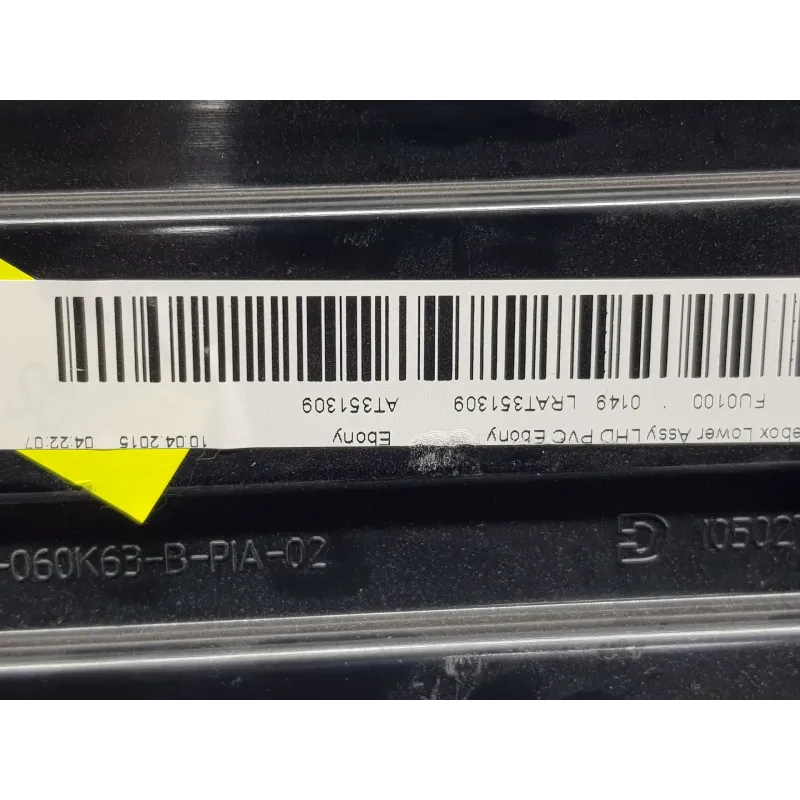 ebox Lower Assy LHD PVC Ebony Ebony 10.04.2015 04:22:07
FU0100 0149 LRAT351309 AT351309
-060K63-B-PIA-02
105027